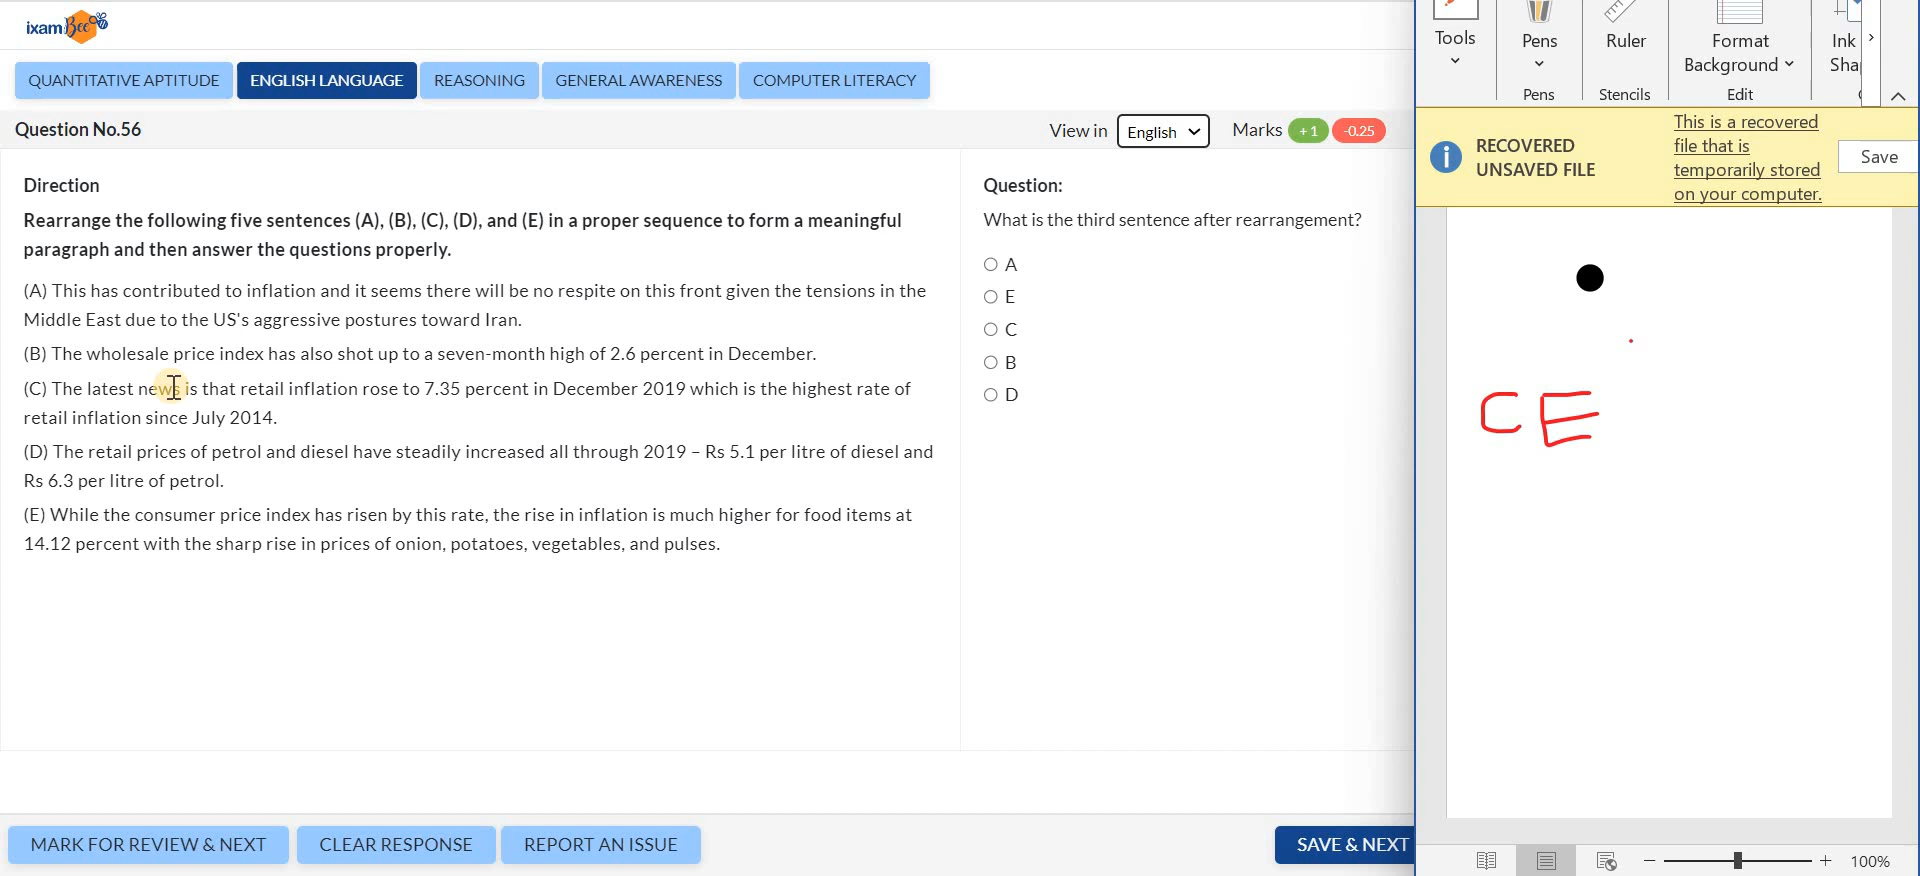 ixamBee
QUANTITATIVE APTITUDE
ENGLISH LANGUAGE
REASONING
GENERAL AWARENESS
COMPUTER LITERACY
Question No.56
View in
English
Marks
+1
-0.25
Direction
Rearrange the following five sentences (A), (B), (C), (D), and (E) in a proper sequence to form a meaningful
paragraph and then answer the questions properly.
(A) This has contributed to inflation and it seems there will be no respite on this front given the tensions in the
Middle East due to the US's aggressive postures toward Iran.
(B) The wholesale price index has also shot up to a seven-month high of 2.6 percent in December.
(C) The latest news is that retail inflation rose to 7.35 percent in December 2019 which is the highest rate of
retail inflation since July 2014.
(D) The retail prices of petrol and diesel have steadily increased all through 2019 – Rs 5.1 per litre of diesel and
Rs 6.3 per litre of petrol.
(E) While the consumer price index has risen by this rate, the rise in inflation is much higher for food items at
14.12 percent with the sharp rise in prices of onion, potatoes, vegetables, and pulses.
Question:
What is the third sentence after rearrangement?
A
E
C
B
D
MARK FOR REVIEW & NEXT
CLEAR RESPONSE
REPORT AN ISSUE
SAVE & NEXT
Tools
Pens
Ruler
Format
Background
Ink
Pens
Stencils
Edit
RECOVERED
UNSAVED FILE
This is a recovered
file that is
temporarily stored
on your computer.
Save
C E
100%